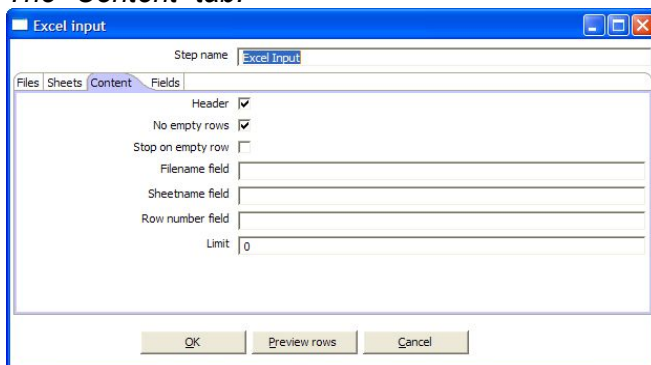 The "Content" tab:
Excel input
Step name Excel Input
Files Sheets Content Fields
Header
No empty rows
Stop on empty row
Filename field
Sheetname field
Row number field
Limit 0
OK Preview rows Cancel